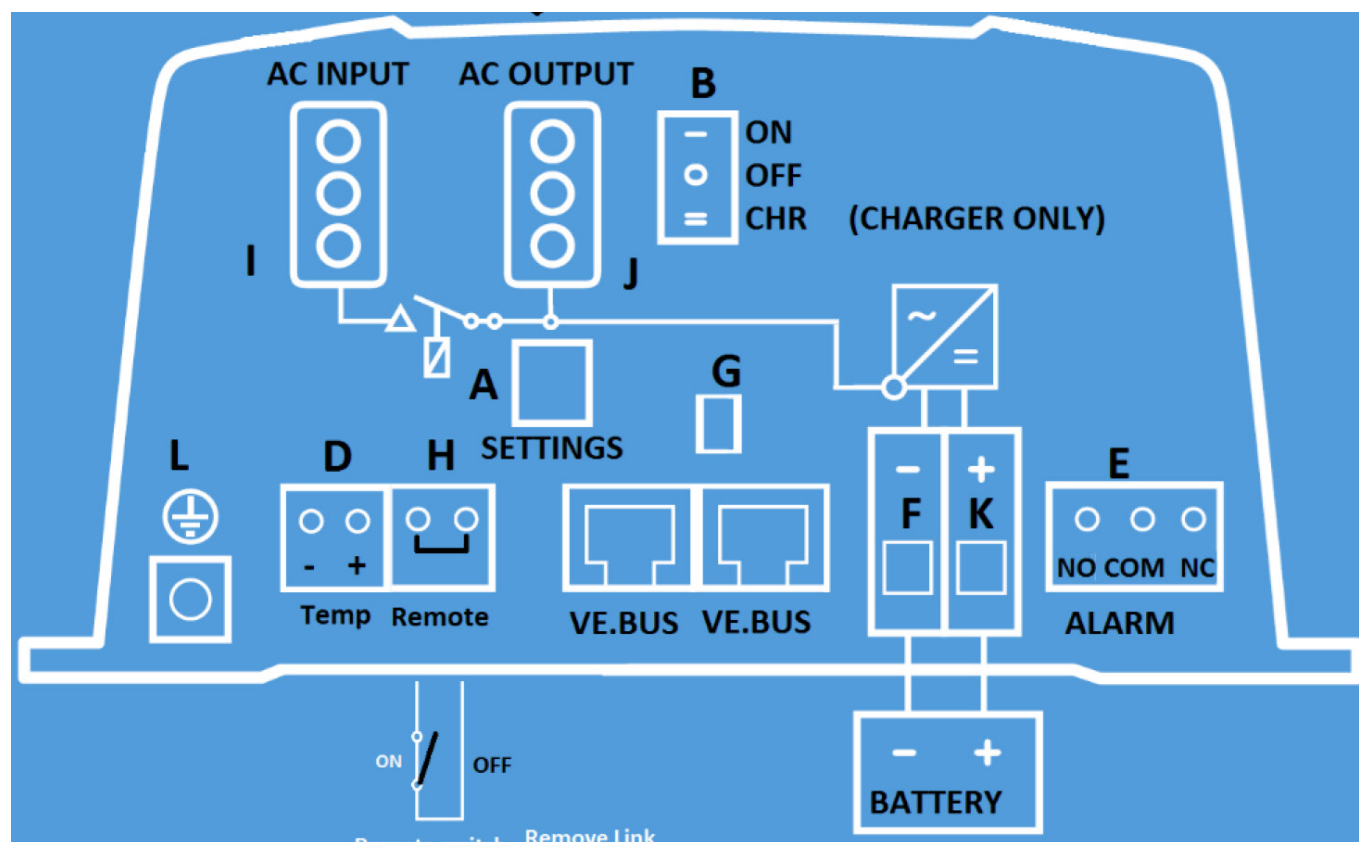 AC INPUT
AC OUTPUT
B
ON
OFF
CHR (CHARGER ONLY)
I
J
~
=
A
G
SETTINGS
L
D
H
- +
F
K
E
- +
NO COM NC
Temp
Remote
VE.BUS
VE.BUS
ALARM
ON
OFF
- +
BATTERY
Remove Link